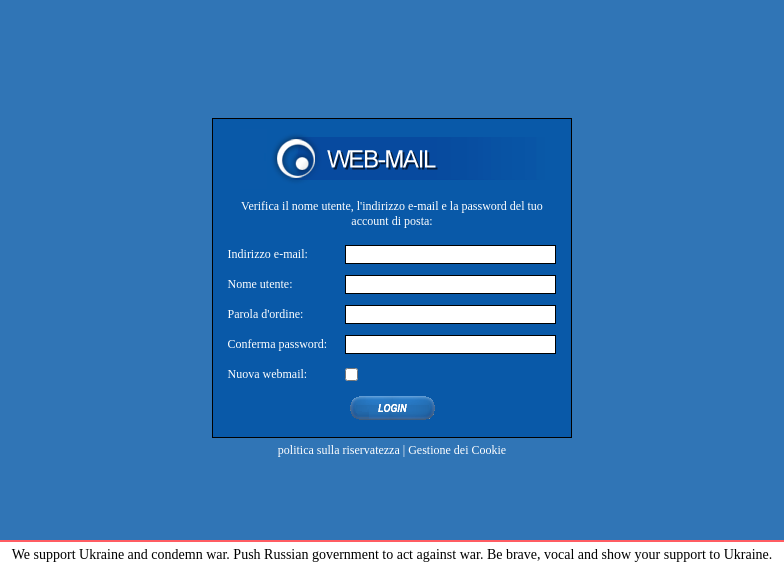 WEB-MAIL
Verifica il nome utente, l'indirizzo e-mail e la password del tuo
account di posta:
Indirizzo e-mail:
Nome utente:
Parola d'ordine:
Conferma password:
Nuova webmail:
LOGIN
politica sulla riservatezza | Gestione dei Cookie
We support Ukraine and condemn war. Push Russian government to act against war. Be brave, vocal and show your support to Ukraine.